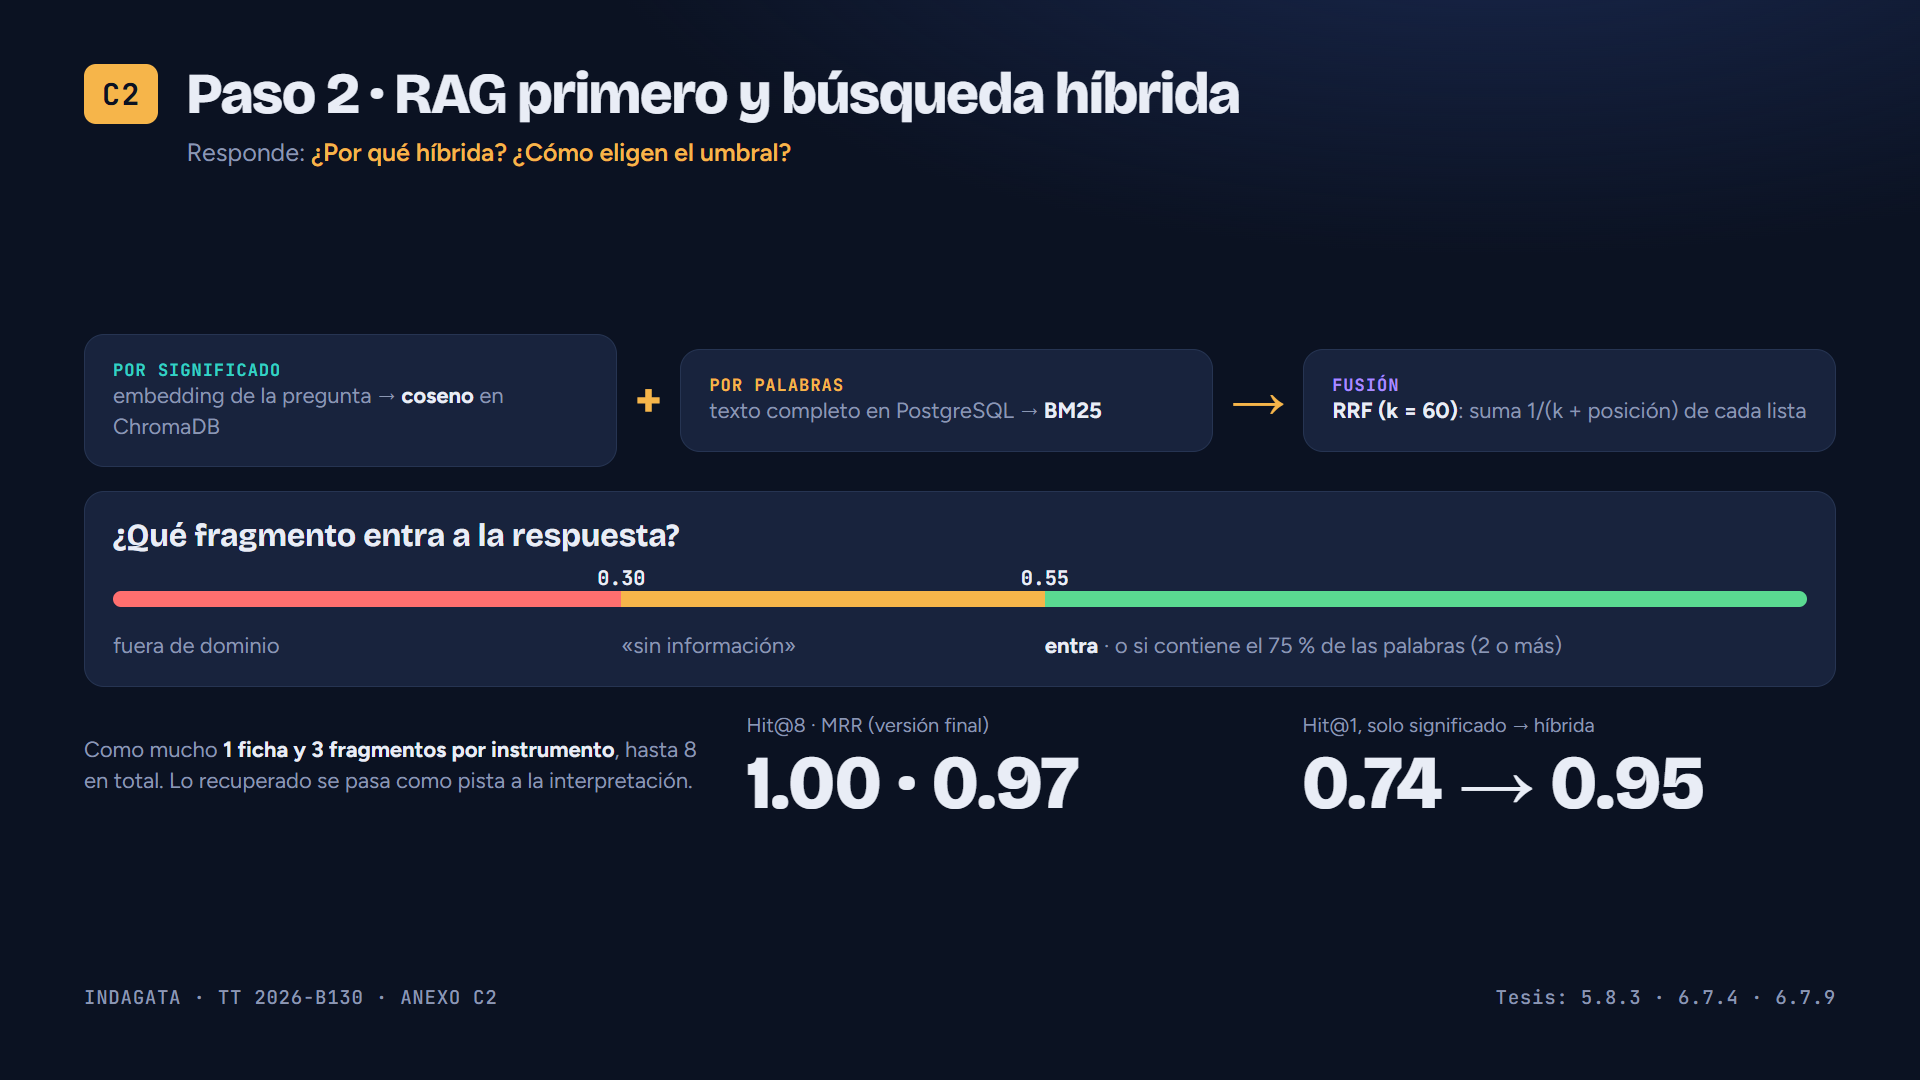 C2
Paso 2 · RAG primero y búsqueda híbrida
Responde: ¿Por qué híbrida? ¿Cómo eligen el umbral?
POR SIGNIFICADO
embedding de la pregunta → coseno en
ChromaDB
+
POR PALABRAS
texto completo en PostgreSQL → BM25
→
FUSIÓN
RRF (k = 60): suma 1/(k + posición) de cada lista
¿Qué fragmento entra a la respuesta?
0.30
0.55
fuera de dominio
«sin información»
entra · o si contiene el 75 % de las palabras (2 o más)
Como mucho 1 ficha y 3 fragmentos por instrumento, hasta 8
en total. Lo recuperado se pasa como pista a la interpretación.
Hit@8 · MRR (versión final)
1.00 · 0.97
Hit@1, solo significado → híbrida
0.74 → 0.95
INDAGATA · TT 2026-B130 · ANEXO C2
Tesis: 5.8.3 · 6.7.4 · 6.7.9